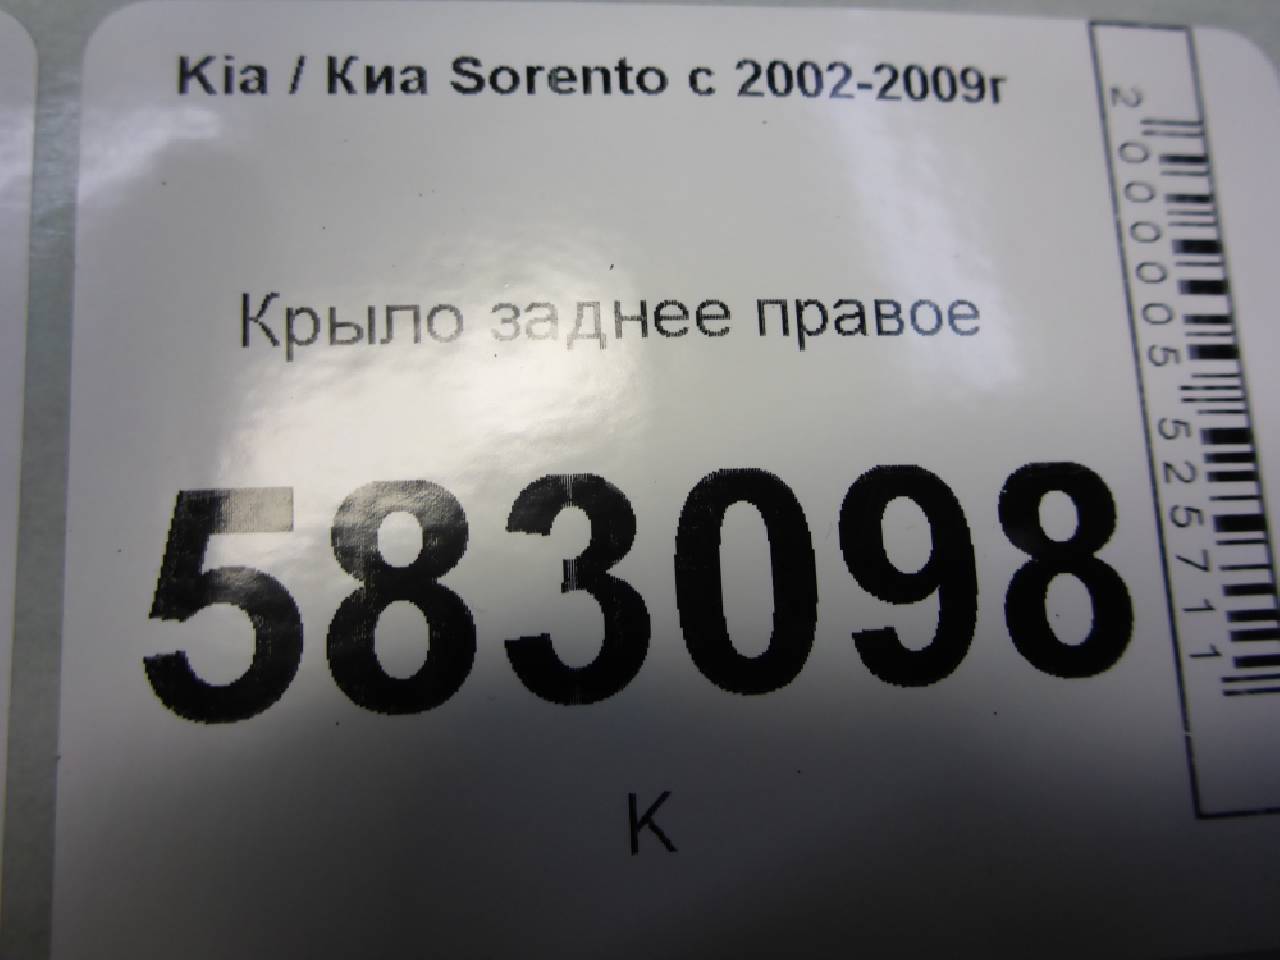 Kia / Киа Sorento с 2002-2009г
Крыло заднее правое
583098
К
2000005525711